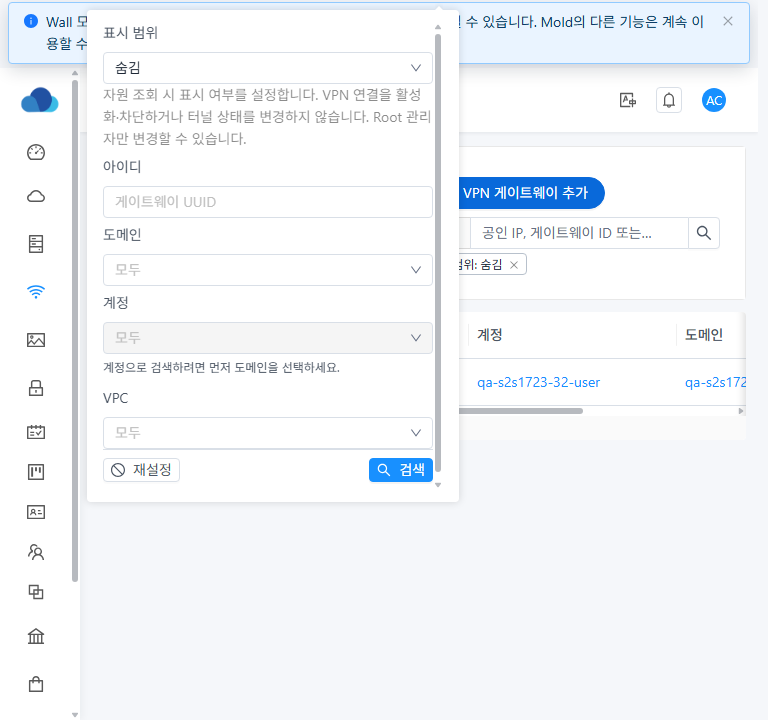 Wall 모
수 있습니다. Mold의 다른 기능은 계속 이
용할 수
표시 범위
숨김
자원 조회 시 표시 여부를 설정합니다. VPN 연결을 활성
화·차단하거나 터널 상태를 변경하지 않습니다. Root 관리
자만 변경할 수 있습니다.
아이디
게이트웨이 UUID
도메인
모두
계정
모두
계정으로 검색하려면 먼저 도메인을 선택하세요.
VPC
모두
재설정
검색
AC
VPN 게이트웨이 추가
공인 IP, 게이트웨이 ID 또는...
범위: 숨김
계정
도메인
qa-s2s1723-32-user
qa-s2s172